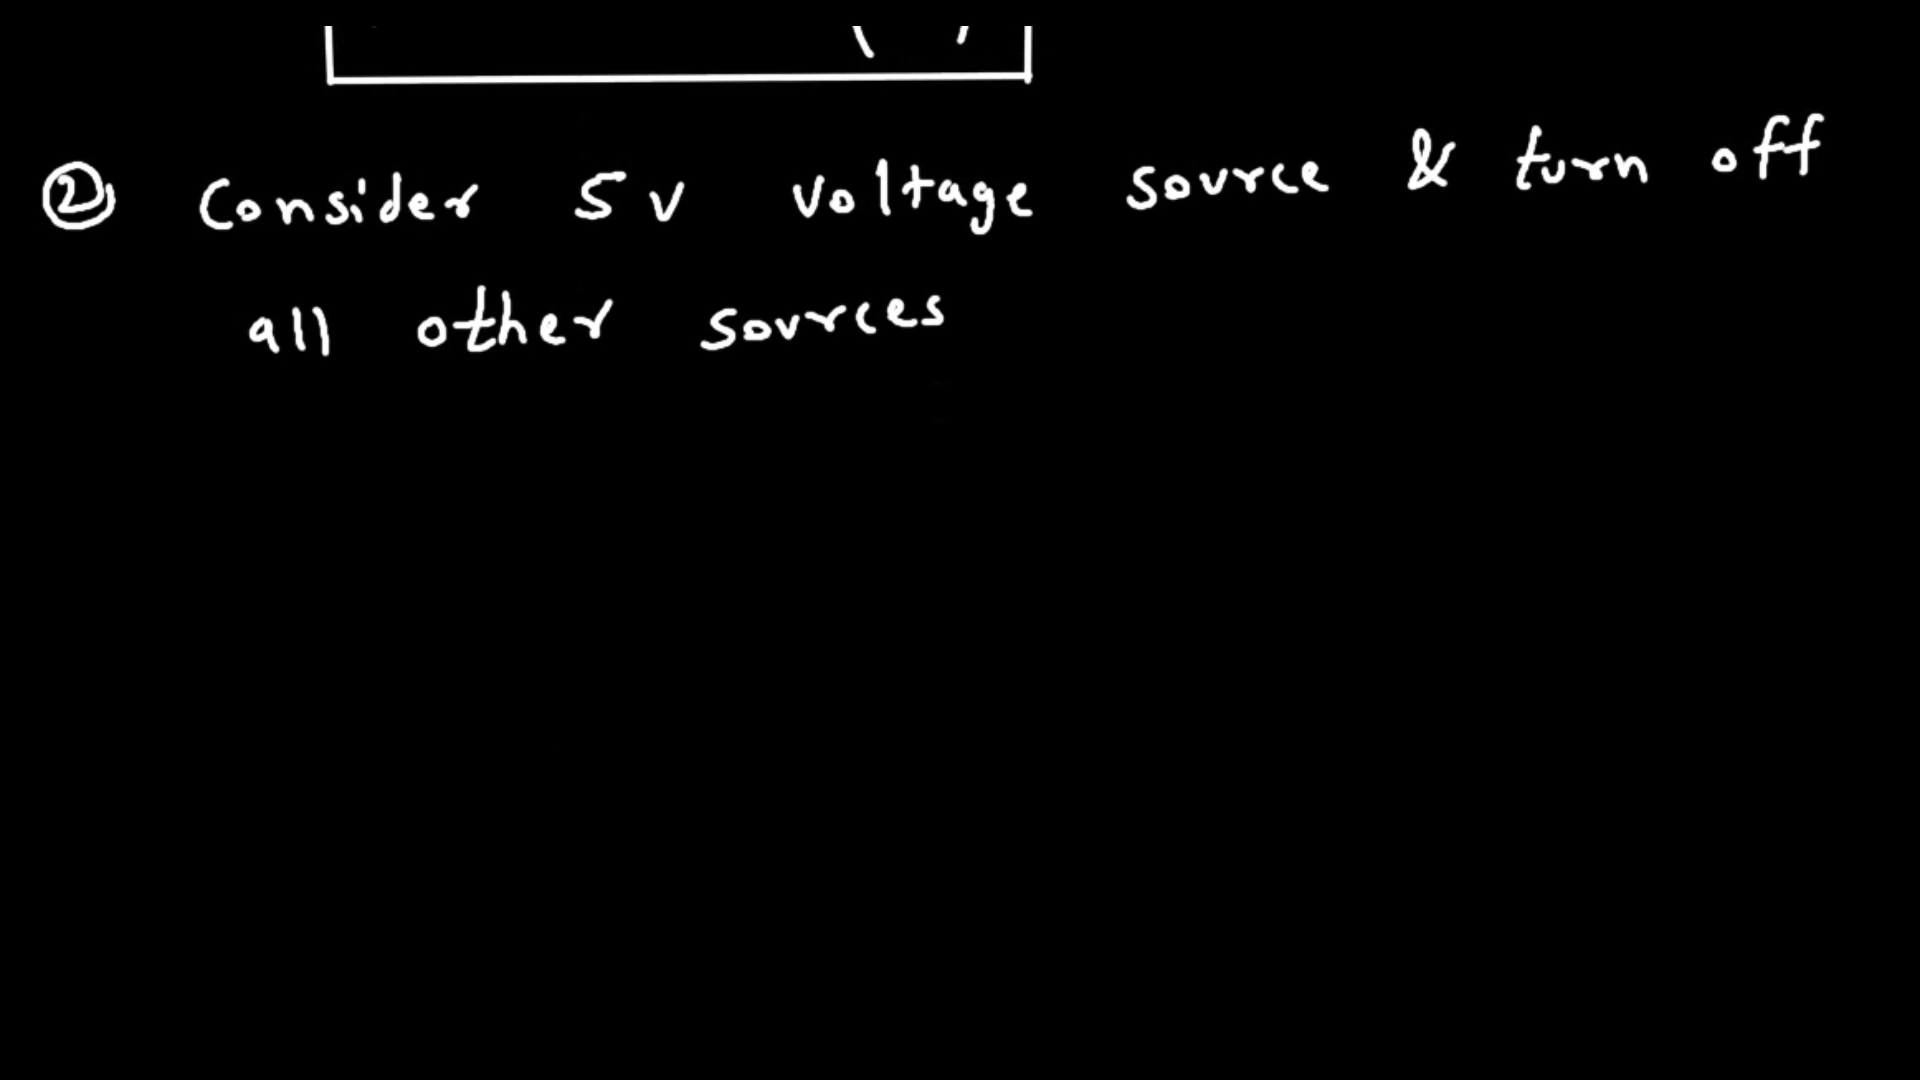 ② Consider 5v voltage source & turn off
all other sources